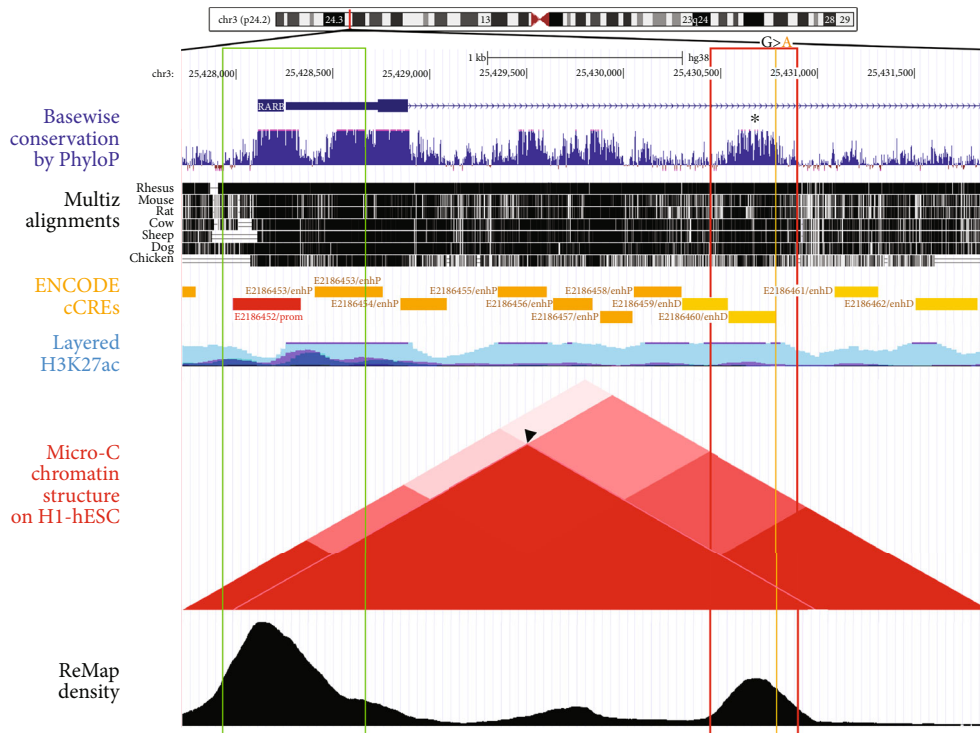 chr3 (p24.2) 24.3 13 23 q24 28 29
G>A
1 kb hg38
chr3: 25,428,000 25,428,500 25,429,000 25,429,500 25,430,000 25,430,500 25,431,000 25,431,500
RARB
*
Basewise
conservation
by PhyloP
Multiz
alignments
Rhesus
Mouse
Rat
Cow
Sheep
Dog
Chicken
ENCODE
cCREs
E2186453/enhP
E2186453/enhP E2186455/enhP E2186458/enhP E2186461/enhD
E2186454/enhP E2186456/enhP E2186459/enhD E2186462/enhD
E2186452/prom E2186457/enhP E2186460/enhD
Layered
H3K27ac
Micro-C
chromatin
structure
on H1-hESC
ReMap
density